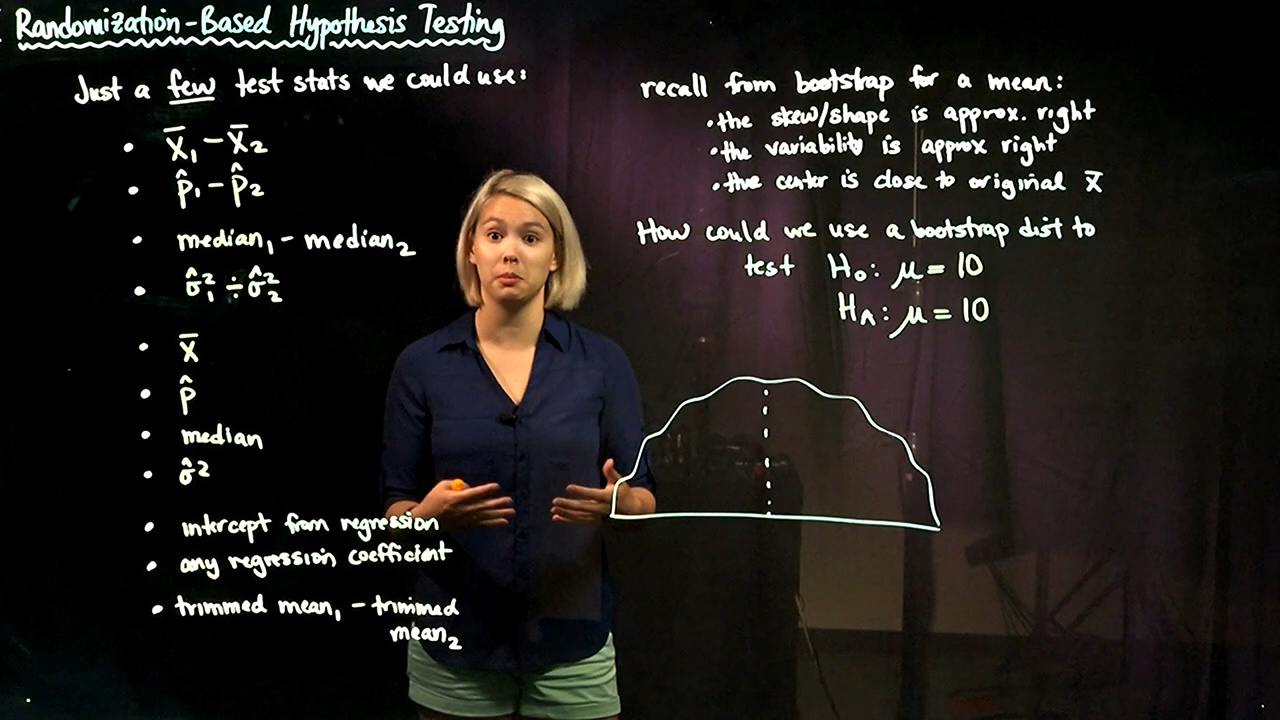 Randomization-Based Hypothesis Testing
Just a few test stats we could use:
• x̄₁ – x̄₂
• p̂₁ – p̂₂
• median₁ – median₂
• σ̂²₁ ÷ σ̂²₂
• x̄
• p̂
• median
• σ̂²
• intercept from regression
• any regression coefficient
• trimmed mean₁ – trimmed
mean₂
recall from bootstrap for a mean:
• the skew/shape is approx. right
• the variability is approx right
• the center is close to original x̄
How could we use a bootstrap dist to
test H₀: μ = 10
H_A: μ = 10